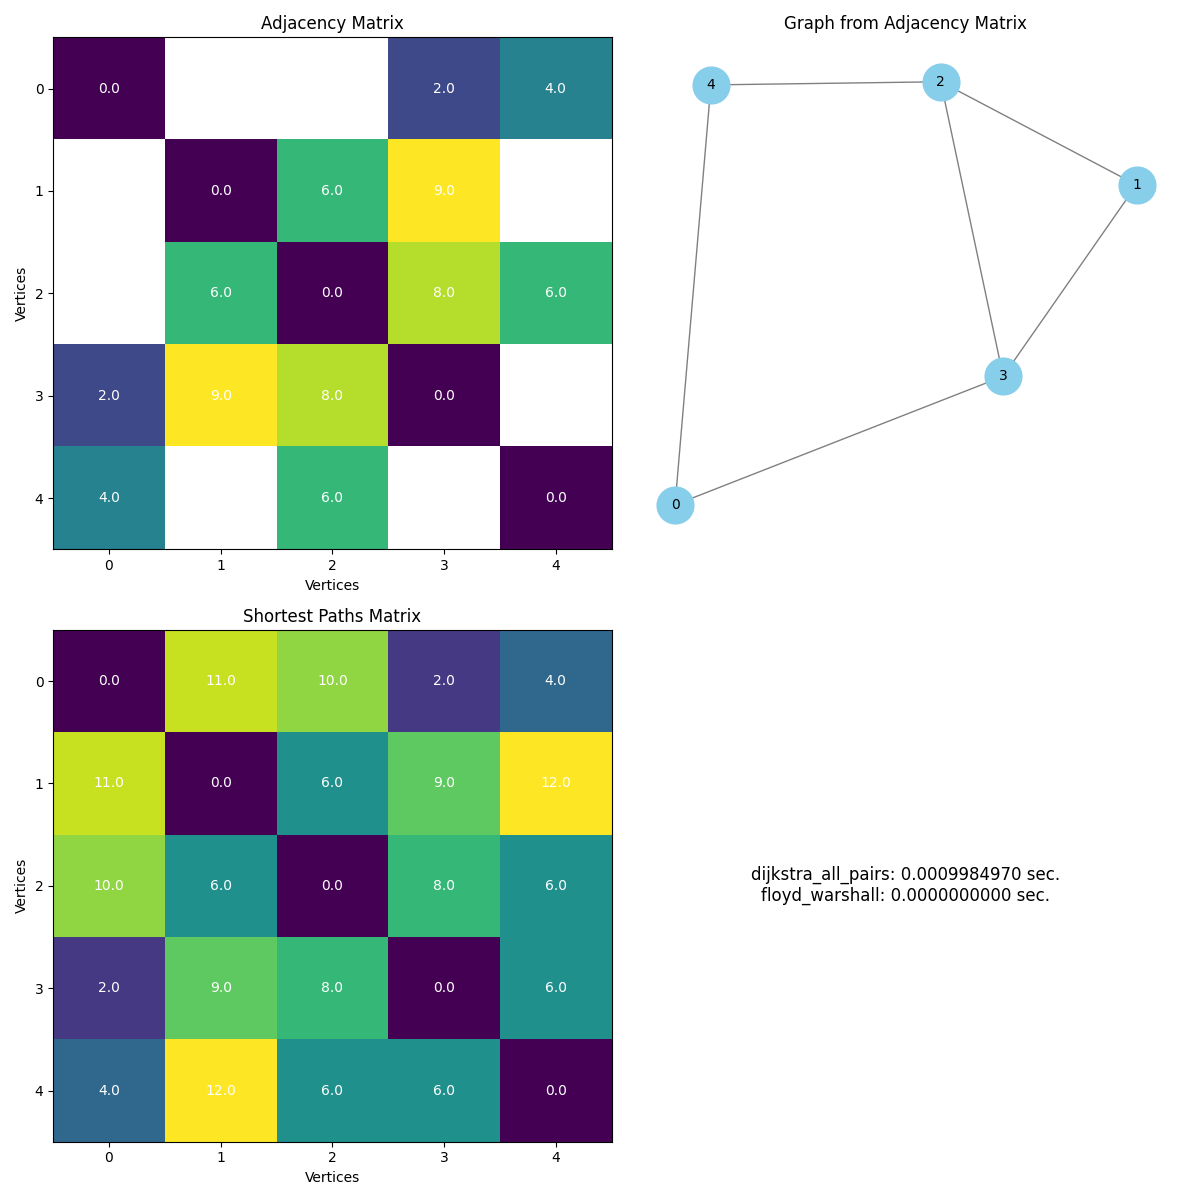 Adjacency Matrix
0 0.0 2.0 4.0
1 0.0 6.0 9.0
2 6.0 0.0 8.0 6.0
3 2.0 9.0 8.0 0.0
4 4.0 6.0 0.0
0 1 2 3 4
Vertices
Vertices
Graph from Adjacency Matrix
4
2
1
3
0
Shortest Paths Matrix
0 0.0 11.0 10.0 2.0 4.0
1 11.0 0.0 6.0 9.0 12.0
2 10.0 6.0 0.0 8.0 6.0
3 2.0 9.0 8.0 0.0 6.0
4 4.0 12.0 6.0 6.0 0.0
0 1 2 3 4
Vertices
Vertices
dijkstra_all_pairs: 0.0009984970 sec.
floyd_warshall: 0.0000000000 sec.